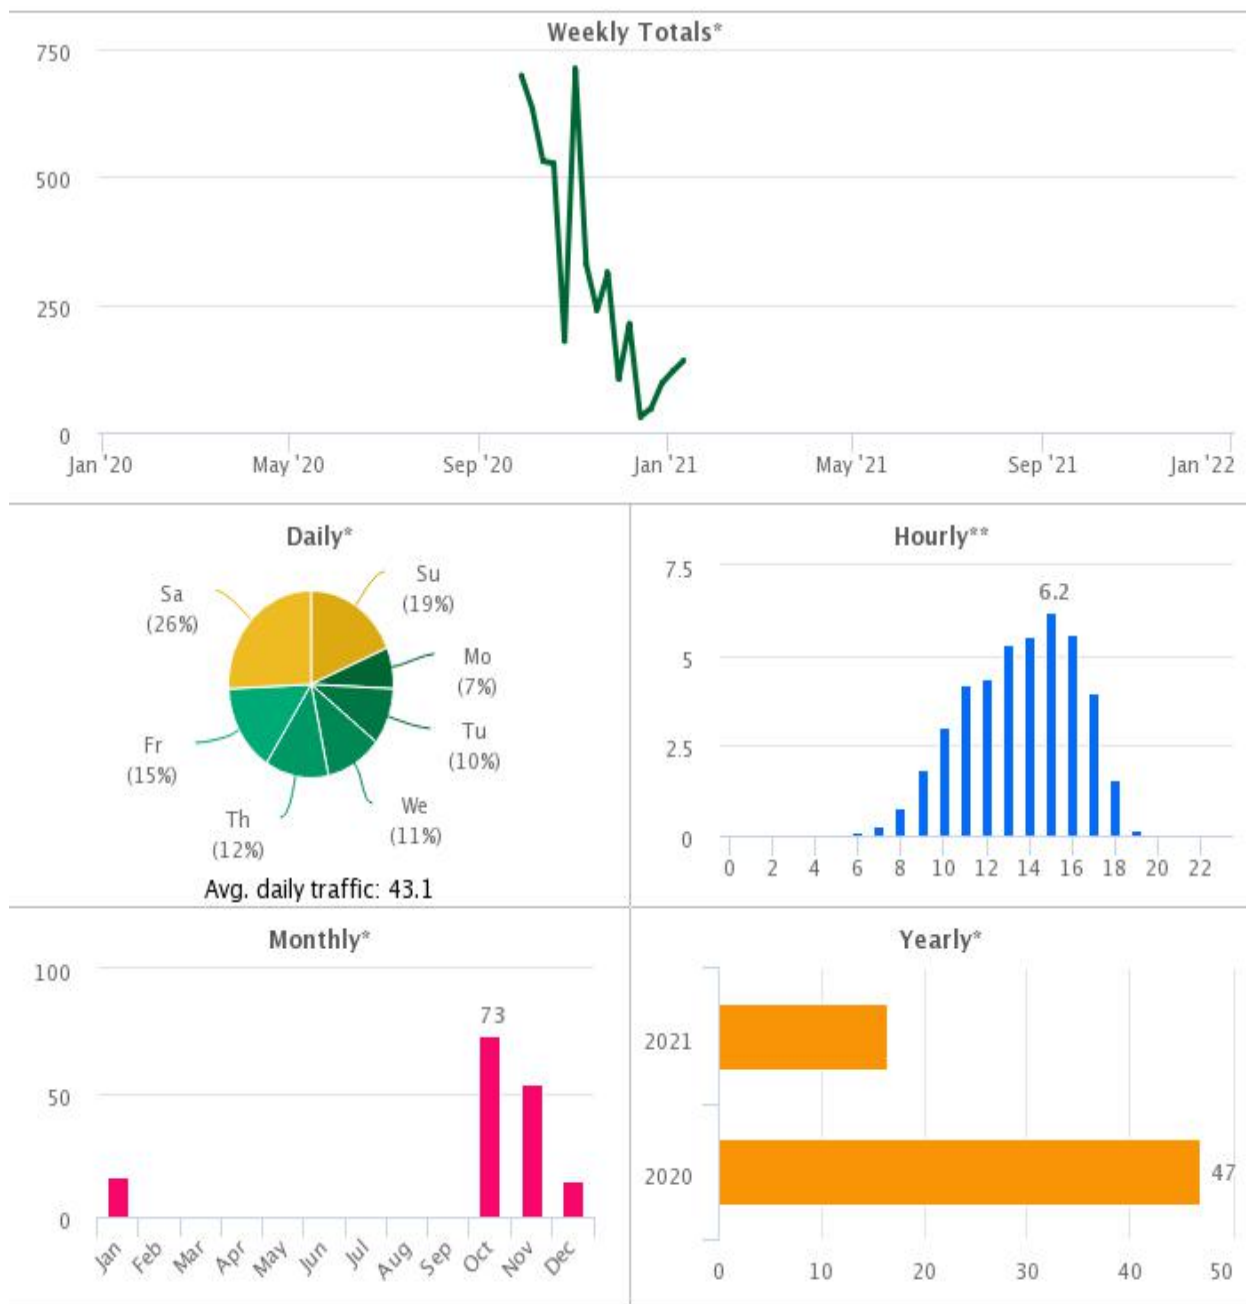 Weekly Totals*
750
500
250
0
Jan '20 May '20 Sep '20 Jan '21 May '21 Sep '21 Jan '22
Daily*
Su
(19%)
Mo
(7%)
Tu
(10%)
We
(11%)
Th
(12%)
Fr
(15%)
Sa
(26%)
Avg. daily traffic: 43.1
Hourly**
7.5
5
2.5
0
6.2
0 2 4 6 8 10 12 14 16 18 20 22
Monthly*
100
50
0
73
Jan Feb Mar Apr May Jun Jul Aug Sep Oct Nov Dec
Yearly*
2021
2020
47
0 10 20 30 40 50